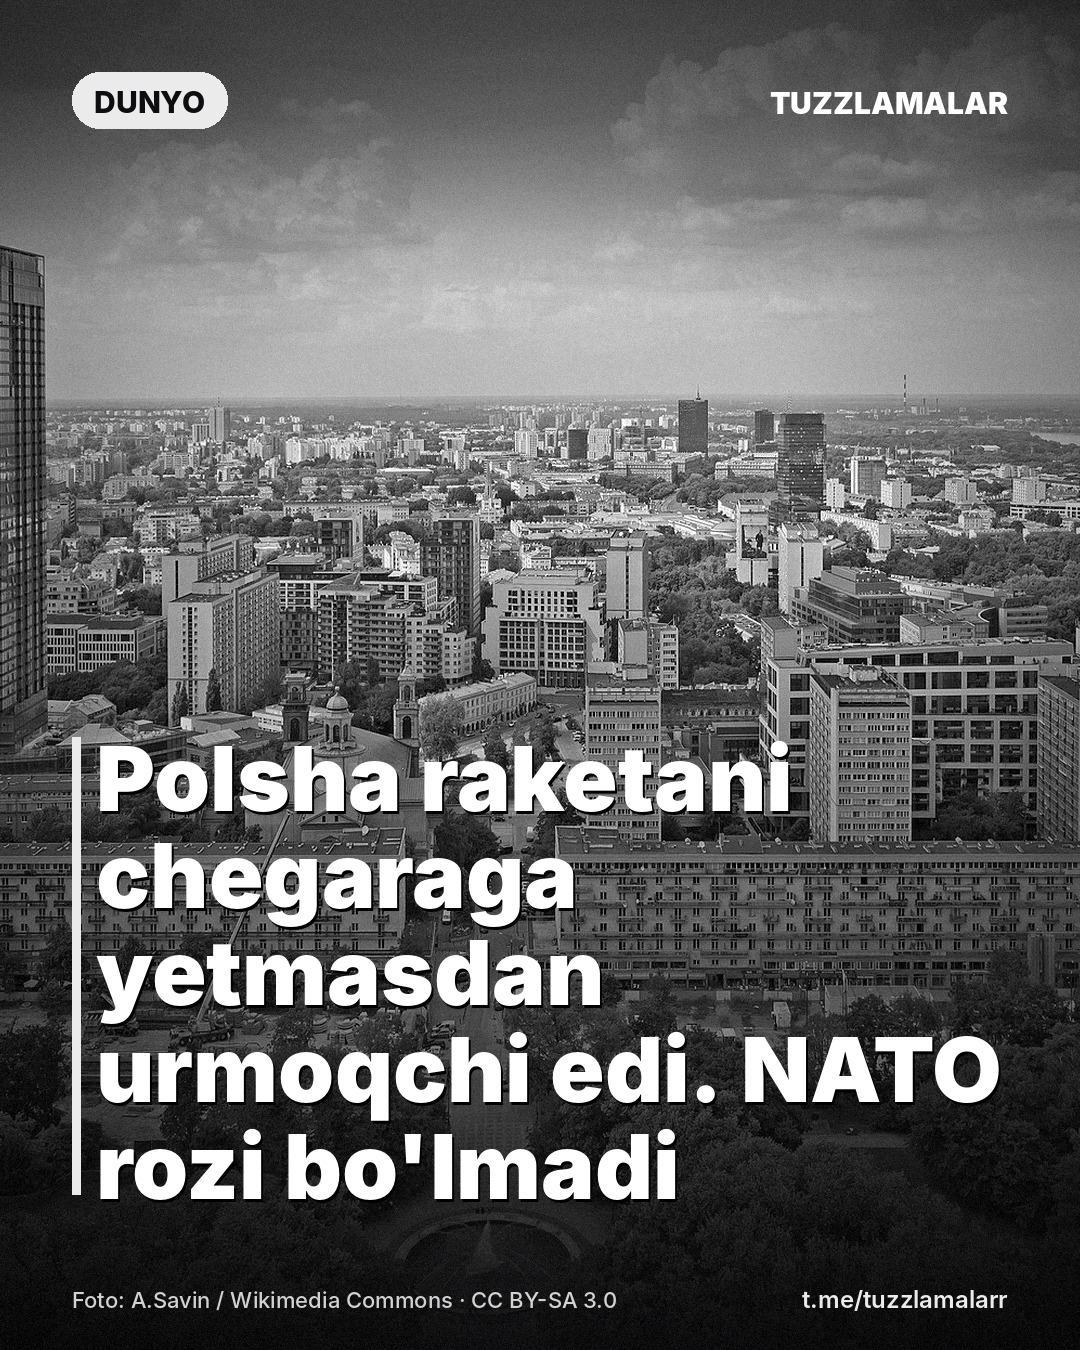 DUNYO
TUZZLAMALAR
Polsha raketani
chegaraga
yetmasdan
urmoqchi edi. NATO
rozi bo'lmadi
Foto: A.Savin / Wikimedia Commons · CC BY-SA 3.0
t.me/tuzzlamalarr